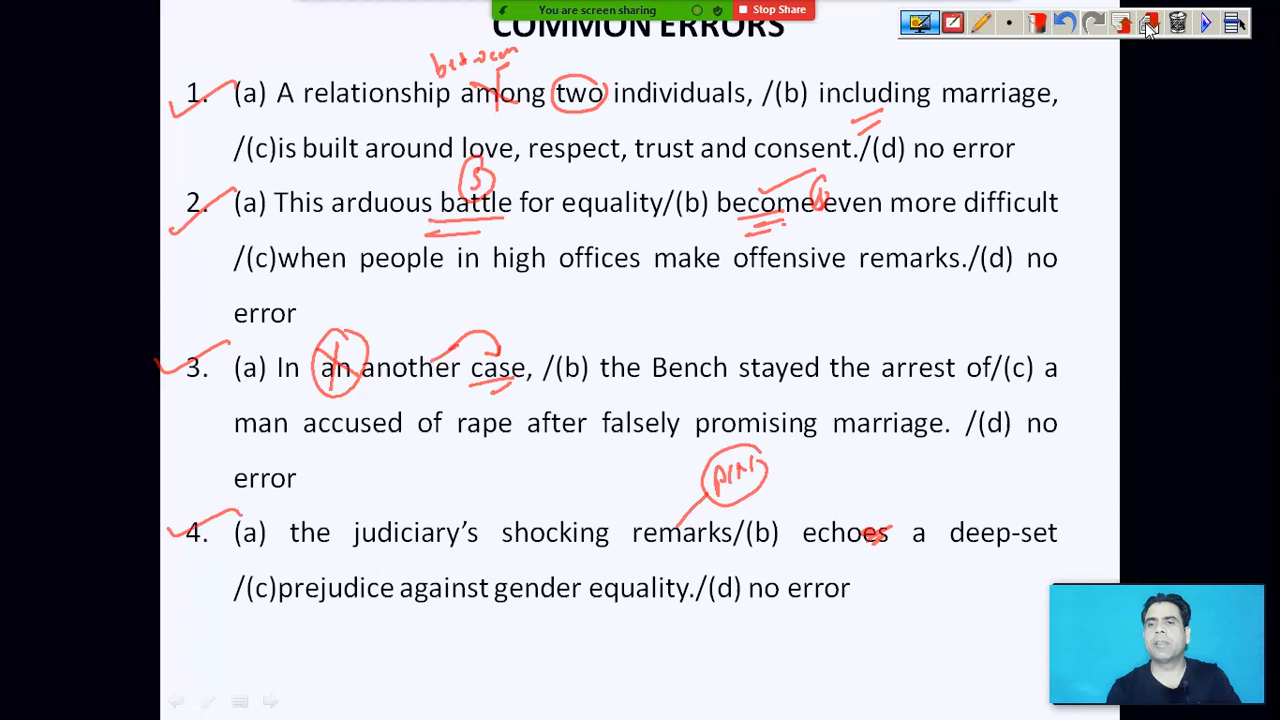 You are screen sharing
Stop Share
COMMON ERRORS
between
1. (a) A relationship among two individuals, /(b) including marriage,
/(c)is built around love, respect, trust and consent./(d) no error
S
2. (a) This arduous battle for equality/(b) become even more difficult
/(c)when people in high offices make offensive remarks./(d) no
error
3. (a) In an another case, /(b) the Bench stayed the arrest of/(c) a
man accused of rape after falsely promising marriage. /(d) no
error
4. (a) the judiciary's shocking remarks/(b) echoes a deep-set
/(c)prejudice against gender equality./(d) no error